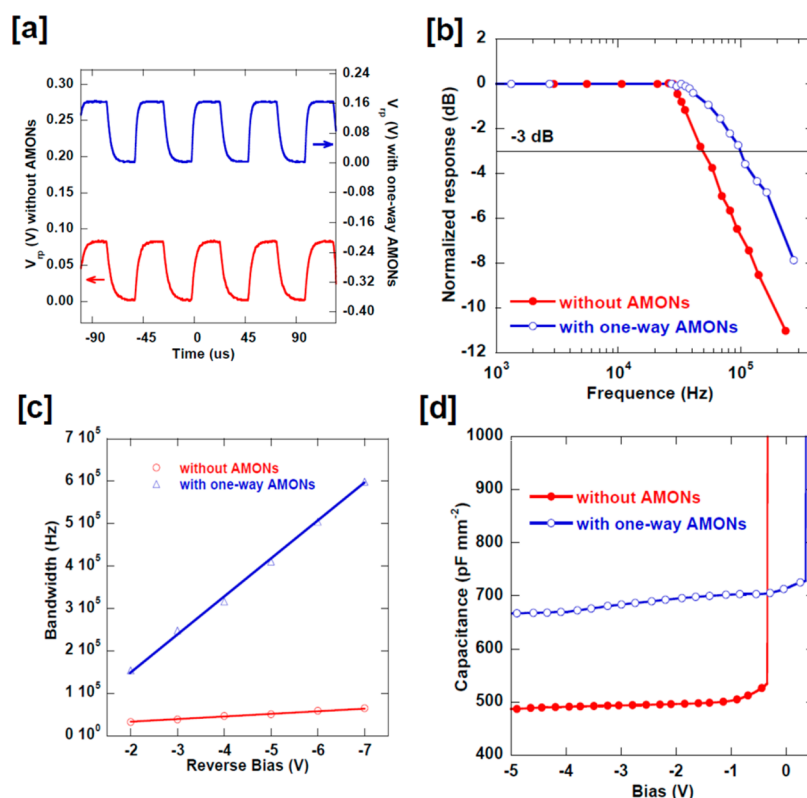 [a]
V_rp (V) without AMONs
0.30
0.25
0.20
0.15
0.10
0.05
0.00
0.24
0.16
0.08
0.00
-0.08
-0.16
-0.24
-0.32
-0.40
V_rp (V) with one-way AMONs
-90 -45 0 45 90
Time (us)
[b]
Normalized response (dB)
2
0
-2
-4
-6
-8
-10
-12
-3 dB
without AMONs
with one-way AMONs
10^3 10^4 10^5
Frequence (Hz)
[c]
Bandwidth (Hz)
7 10^5
6 10^5
5 10^5
4 10^5
3 10^5
2 10^5
1 10^5
0 10^0
without AMONs
with one-way AMONs
-2 -3 -4 -5 -6 -7
Reverse Bias (V)
[d]
Capacitance (pF mm^-2)
1000
900
800
700
600
500
400
without AMONs
with one-way AMONs
-5 -4 -3 -2 -1 0
Bias (V)